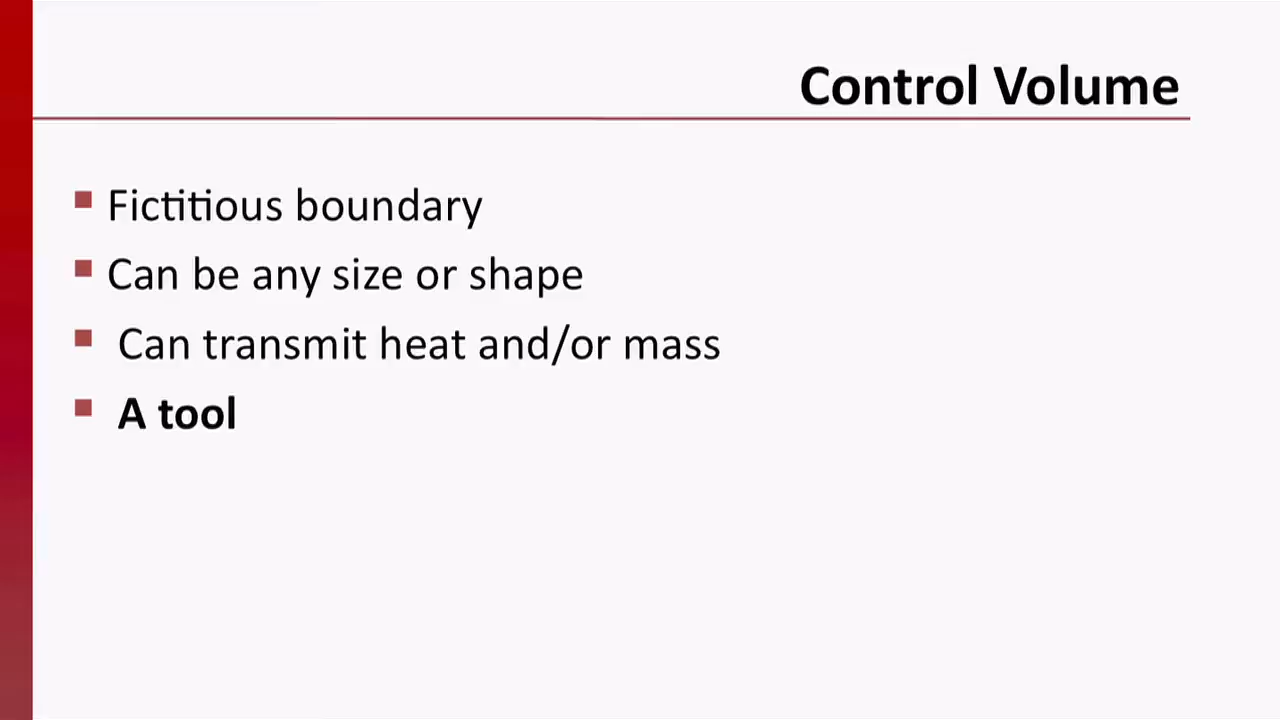 Control Volume
Fictitious boundary
Can be any size or shape
Can transmit heat and/or mass
A tool